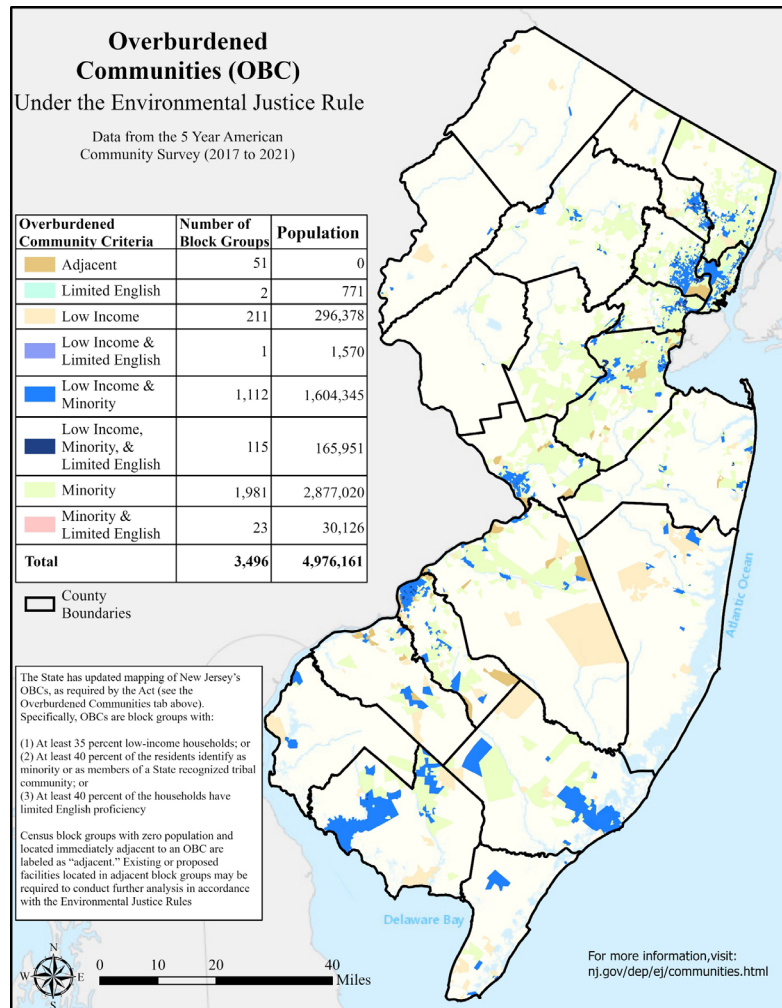 Overburdened
Communities (OBC)
Under the Environmental Justice Rule
Data from the 5 Year American
Community Survey (2017 to 2021)
Overburdened Community Criteria | Number of Block Groups | Population
Adjacent 51 0
Limited English 2 771
Low Income 211 296,378
Low Income & Limited English 1 1,570
Low Income & Minority 1,112 1,604,345
Low Income, Minority, & Limited English 115 165,951
Minority 1,981 2,877,020
Minority & Limited English 23 30,126
Total 3,496 4,976,161
County
Boundaries
Atlantic Ocean
The State has updated mapping of New Jersey's
OBCs, as required by the Act (see the
Overburdened Communities tab above).
Specifically, OBCs are block groups with:
(1) At least 35 percent low-income households; or
(2) At least 40 percent of the residents identify as
minority or as members of a State recognized tribal
community; or
(3) At least 40 percent of the households have
limited English proficiency
Census block groups with zero population and
located immediately adjacent to an OBC are
labeled as "adjacent." Existing or proposed
facilities located in adjacent block groups may be
required to conduct further analysis in accordance
with the Environmental Justice Rules
Delaware Bay
N
W E
S
0 20 40
Miles
For more information,visit:
nj.gov/dep/ej/communities.html